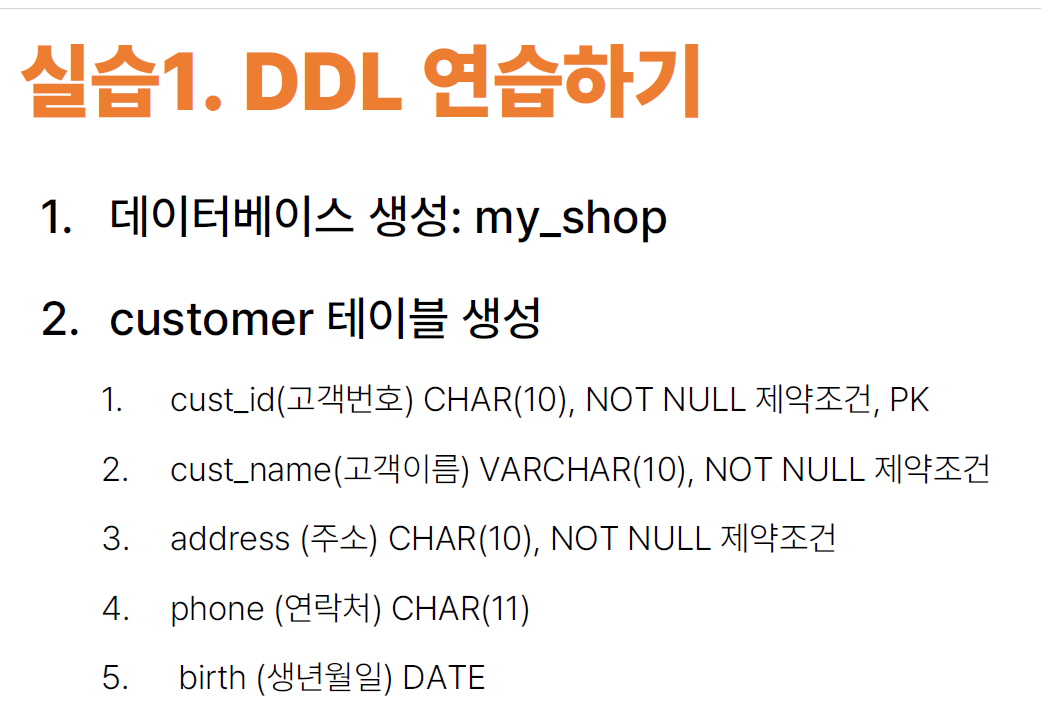 실습1. DDL 연습하기
1. 데이터베이스 생성: my_shop
2. customer 테이블 생성
1. cust_id(고객번호) CHAR(10), NOT NULL 제약조건, PK
2. cust_name(고객이름) VARCHAR(10), NOT NULL 제약조건
3. address (주소) CHAR(10), NOT NULL 제약조건
4. phone (연락처) CHAR(11)
5. birth (생년월일) DATE